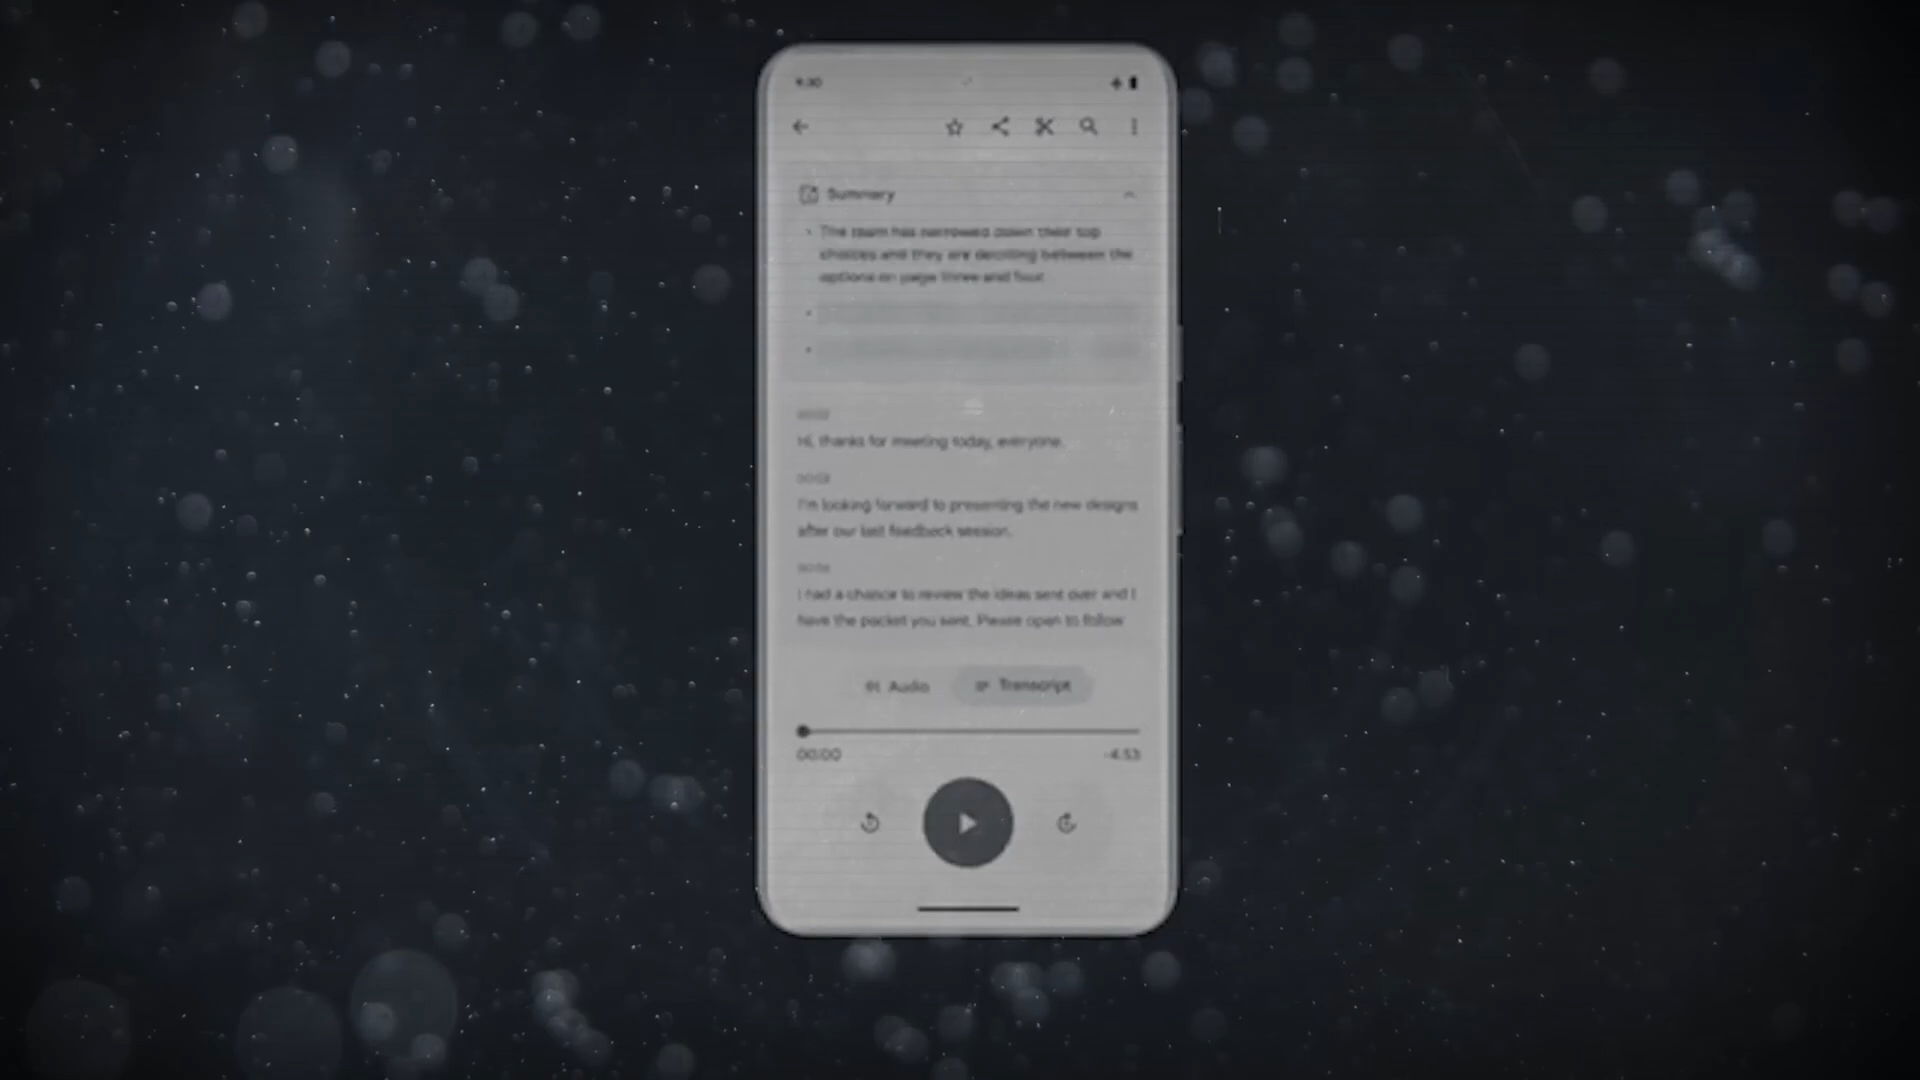 9:30
Summary
The team has narrowed down their top
choices and they are deciding between the
options on page three and four.
Hi, thanks for meeting today, everyone.
I'm looking forward to presenting the new designs
after our last feedback session.
I had a chance to review the ideas sent over and I
have the packet you sent. Please open to follow
Audio
Transcript
00:00
-4:53